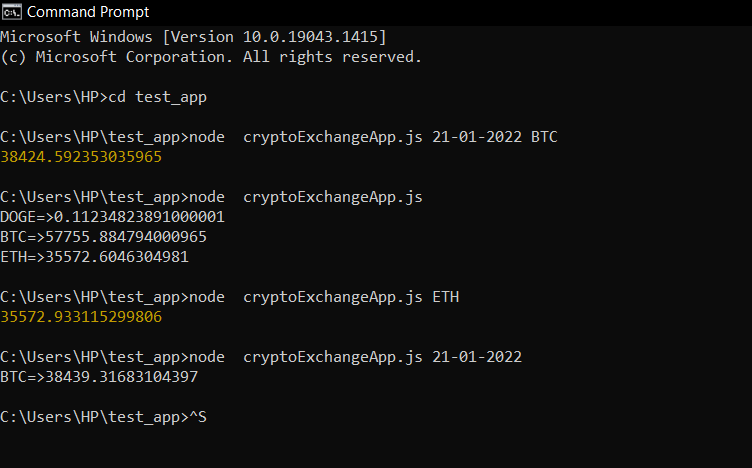 Command Prompt
Microsoft Windows [Version 10.0.19043.1415]
(c) Microsoft Corporation. All rights reserved.
C:\Users\HP>cd test_app
C:\Users\HP\test_app>node  cryptoExchangeApp.js 21-01-2022 BTC
38424.592353035965
C:\Users\HP\test_app>node  cryptoExchangeApp.js
DOGE=>0.11234823891000001
BTC=>57755.884794000965
ETH=>35572.6046304981
C:\Users\HP\test_app>node  cryptoExchangeApp.js ETH
35572.933115299806
C:\Users\HP\test_app>node  cryptoExchangeApp.js 21-01-2022
BTC=>38439.31683104397
C:\Users\HP\test_app>^S